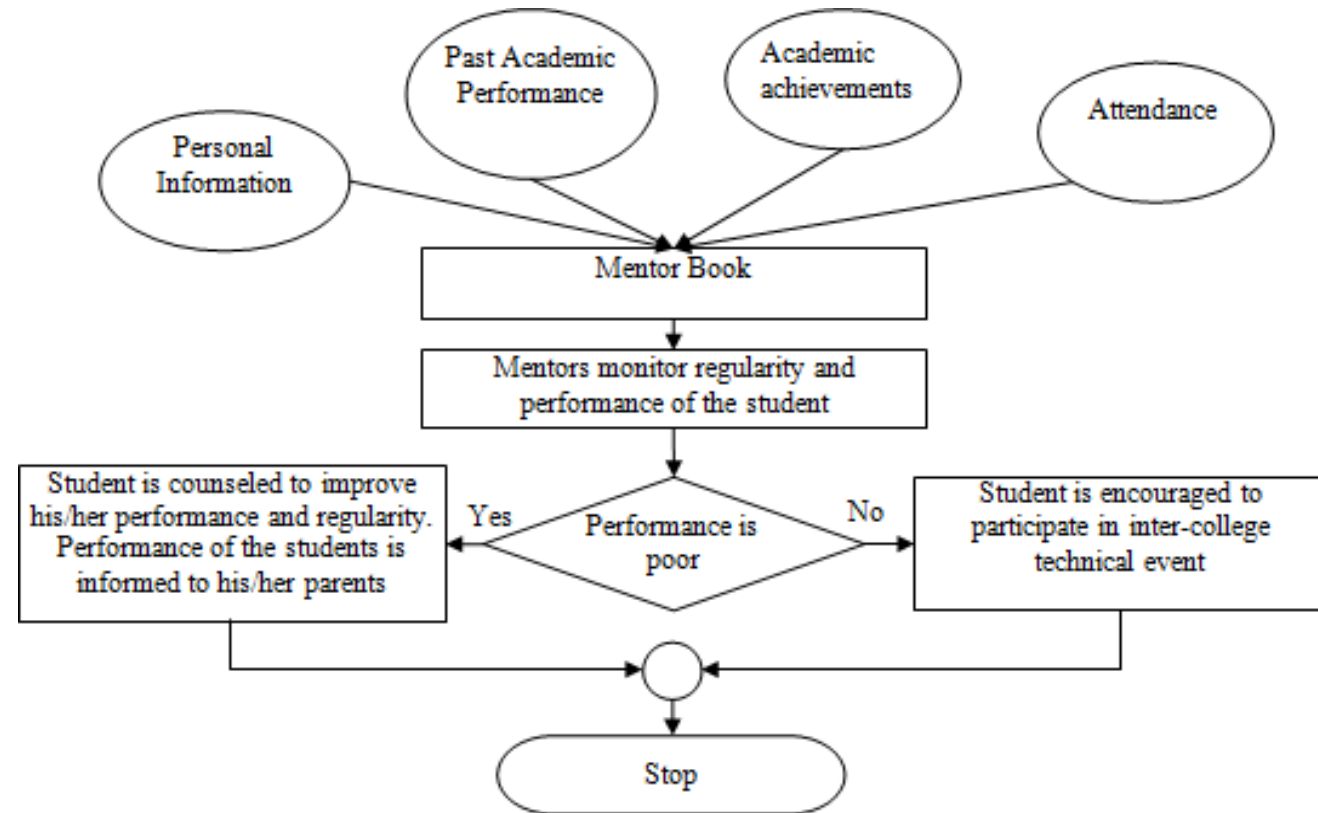 Personal
Information
Past Academic
Performance
Academic
achievements
Attendance
Mentor Book
Mentors monitor regularity and
performance of the student
Student is counseled to improve
his/her performance and regularity.
Performance of the students is
informed to his/her parents
Yes
Performance is
poor
No
Student is encouraged to
participate in inter-college
technical event
Stop